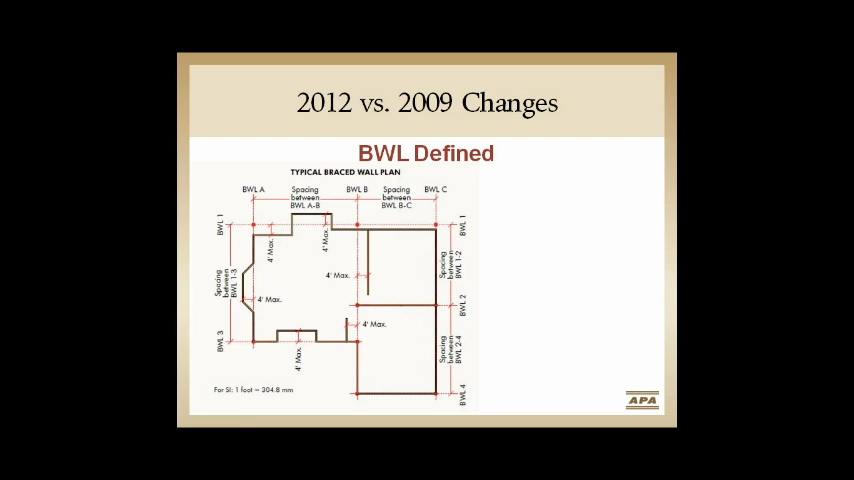 2012 vs. 2009 Changes
BWL Defined
TYPICAL BRACED WALL PLAN
BWL A
Spacing
between
BWL A-B
BWL B
Spacing
between
BWL B-C
BWL C
BWL 1
BWL 1
4' Max.
4' Max.
Spacing
between
BWL 1-2
4' Max.
Spacing
between
BWL 1-3
4' Max.
BWL 2
4' Max.
BWL 3
4' Max.
Spacing
between
BWL 2-4
For SI: 1 foot = 304.8 mm
BWL 4
APA